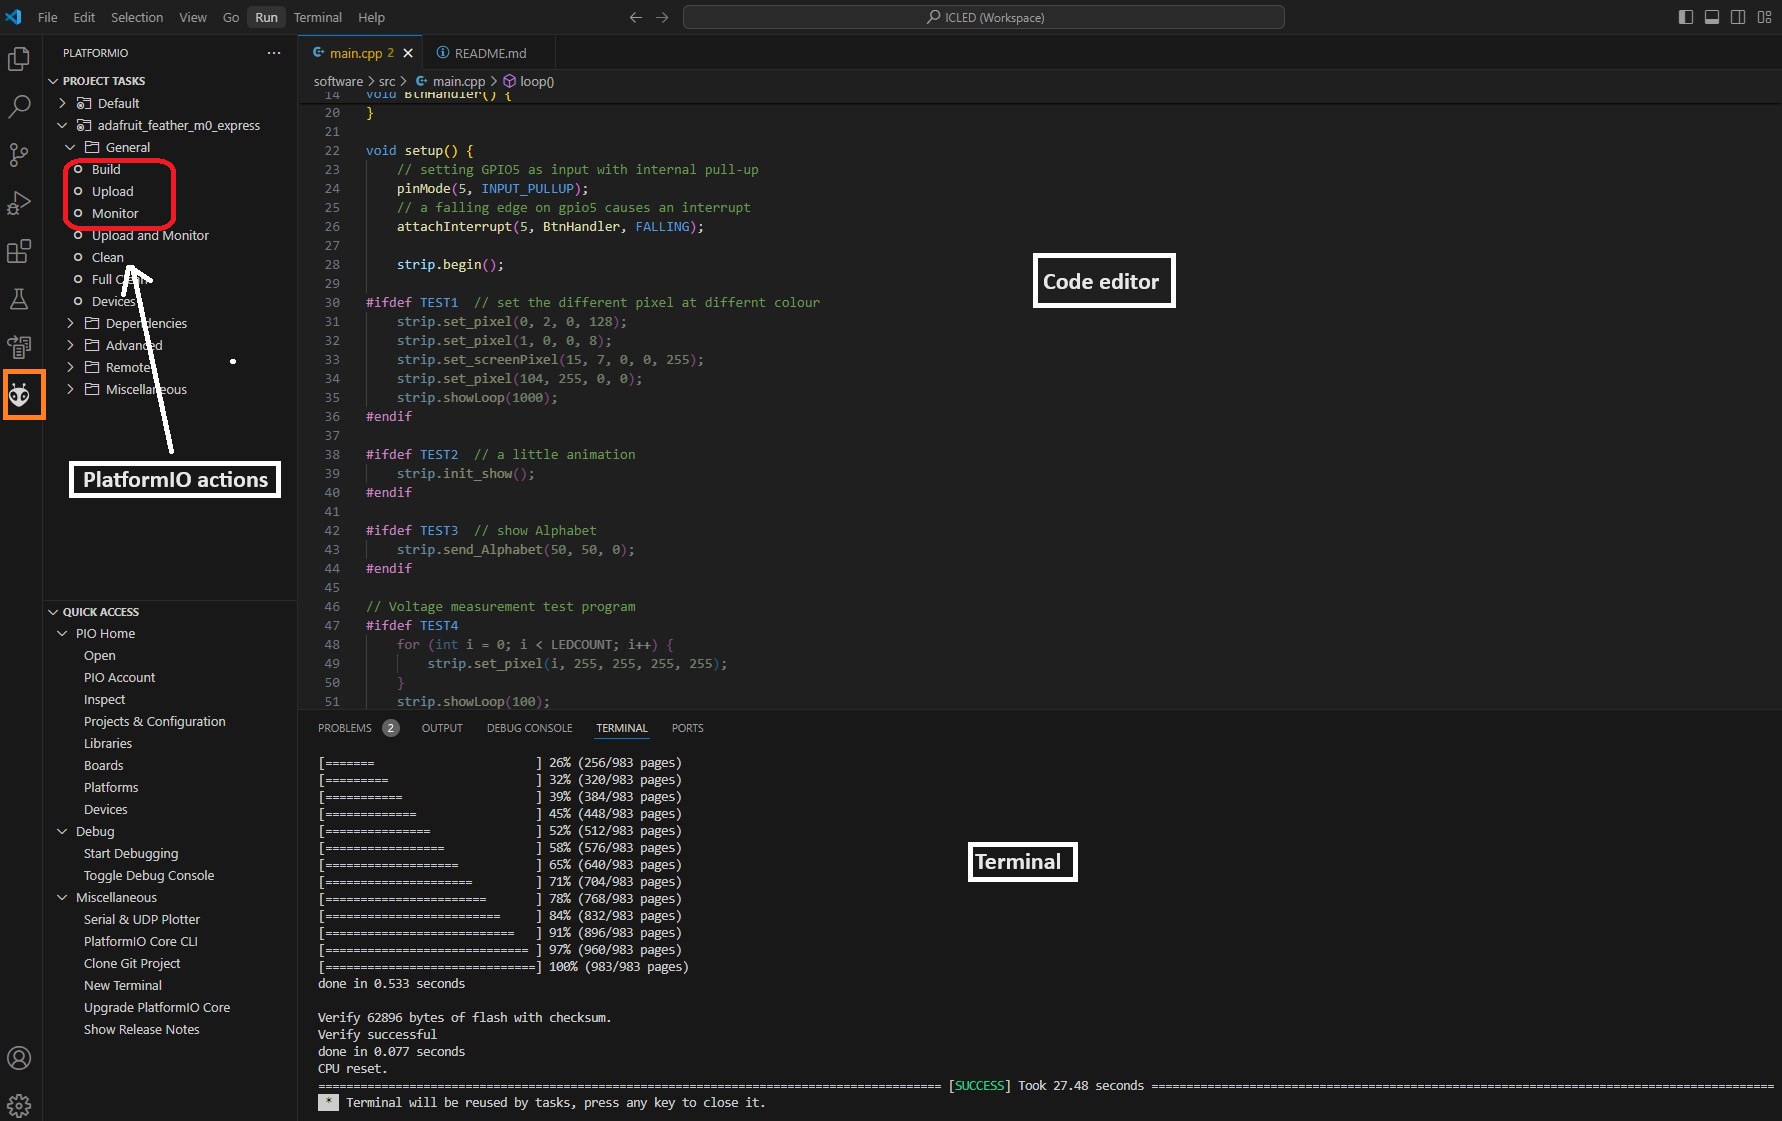 File Edit Selection View Go Run Terminal Help
ICLED (Workspace)
PLATFORMIO
PROJECT TASKS
Default
adafruit_feather_m0_express
General
Build
Upload
Monitor
Upload and Monitor
Clean
Full Clean
Devices
Dependencies
Advanced
Remote
Miscellaneous
PlatformIO actions
QUICK ACCESS
PIO Home
Open
PIO Account
Inspect
Projects & Configuration
Libraries
Boards
Platforms
Devices
Debug
Start Debugging
Toggle Debug Console
Miscellaneous
Serial & UDP Plotter
PlatformIO Core CLI
Clone Git Project
New Terminal
Upgrade PlatformIO Core
Show Release Notes
main.cpp 2 README.md
software > src > main.cpp > loop()
14 void BtnHandler() {
20 }
21
22 void setup() {
23 // setting GPIO5 as input with internal pull-up
24 pinMode(5, INPUT_PULLUP);
25 // a falling edge on gpio5 causes an interrupt
26 attachInterrupt(5, BtnHandler, FALLING);
27
28 strip.begin();
29
30 #ifdef TEST1 // set the different pixel at differnt colour
31 strip.set_pixel(0, 2, 0, 128);
32 strip.set_pixel(1, 0, 0, 8);
33 strip.set_screenPixel(15, 7, 0, 0, 255);
34 strip.set_pixel(104, 255, 0, 0);
35 strip.showLoop(1000);
36 #endif
37
38 #ifdef TEST2 // a little animation
39 strip.init_show();
40 #endif
41
42 #ifdef TEST3 // show Alphabet
43 strip.send_Alphabet(50, 50, 0);
44 #endif
45
46 // Voltage measurement test program
47 #ifdef TEST4
48 for (int i = 0; i < LEDCOUNT; i++) {
49 strip.set_pixel(i, 255, 255, 255, 255);
50 }
51 strip.showLoop(100);
Code editor
PROBLEMS 2 OUTPUT DEBUG CONSOLE TERMINAL PORTS
[======= ] 26% (256/983 pages)
[========= ] 32% (320/983 pages)
[=========== ] 39% (384/983 pages)
[============= ] 45% (448/983 pages)
[=============== ] 52% (512/983 pages)
[================= ] 58% (576/983 pages)
[=================== ] 65% (640/983 pages)
[===================== ] 71% (704/983 pages)
[======================= ] 78% (768/983 pages)
[========================= ] 84% (832/983 pages)
[=========================== ] 91% (896/983 pages)
[============================= ] 97% (960/983 pages)
[==============================] 100% (983/983 pages)
done in 0.533 seconds
Terminal
Verify 62896 bytes of flash with checksum.
Verify successful
done in 0.077 seconds
CPU reset.
========================================================================================= [SUCCESS] Took 27.48 seconds =========================================================================================
* Terminal will be reused by tasks, press any key to close it.